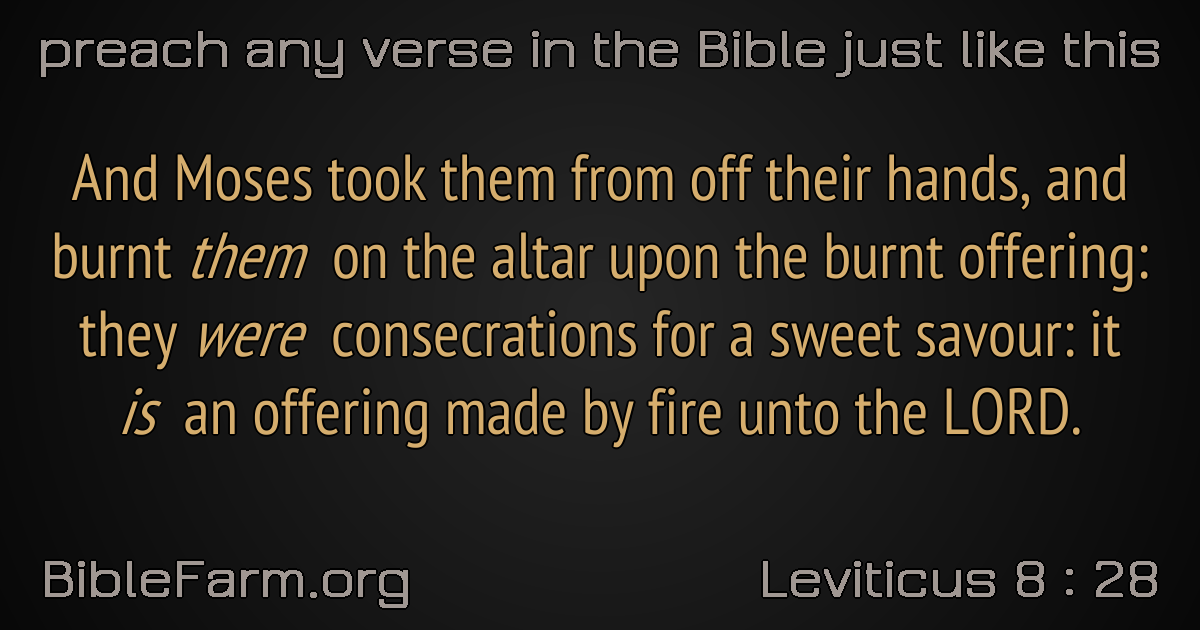 preach any verse in the Bible just like this
And Moses took them from off their hands, and
burnt them on the altar upon the burnt offering:
they were consecrations for a sweet savour: it
is an offering made by fire unto the LORD.
BibleFarm.org
Leviticus 8 : 28